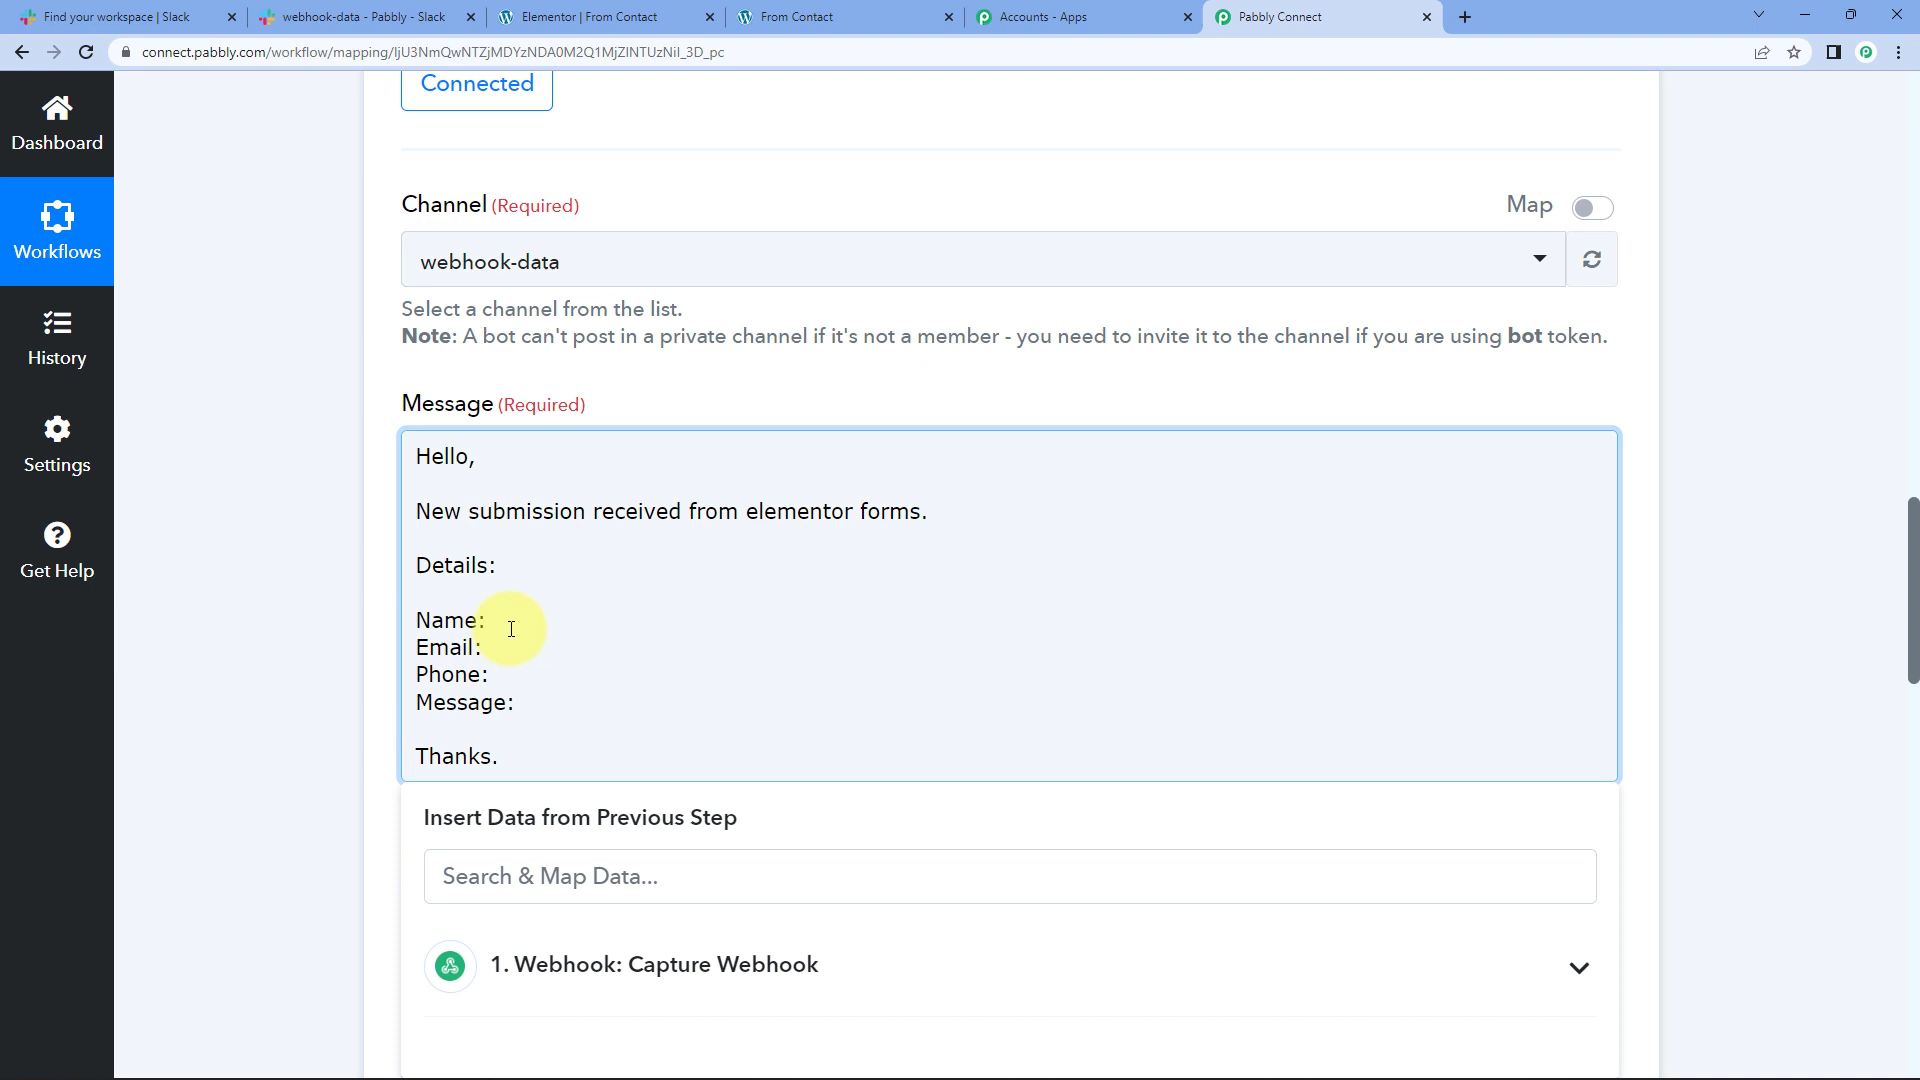 Find your workspace | Slack
webhook-data - Pabbly - Slack
Elementor | From Contact
From Contact
Accounts - Apps
Pabbly Connect
connect.pabbly.com/workflow/mapping/IjU3NmQwNTZjMDYzNDA0M2Q1MjZlNTUzNiI_3D_pc
Connected
Dashboard
Workflows
History
Settings
Get Help
Channel (Required)
Map
webhook-data
Select a channel from the list.
Note: A bot can't post in a private channel if it's not a member - you need to invite it to the channel if you are using bot token.
Message (Required)
Hello,
New submission received from elementor forms.
Details:
Name:
Email:
Phone:
Message:
Thanks.
Insert Data from Previous Step
Search & Map Data...
1. Webhook: Capture Webhook